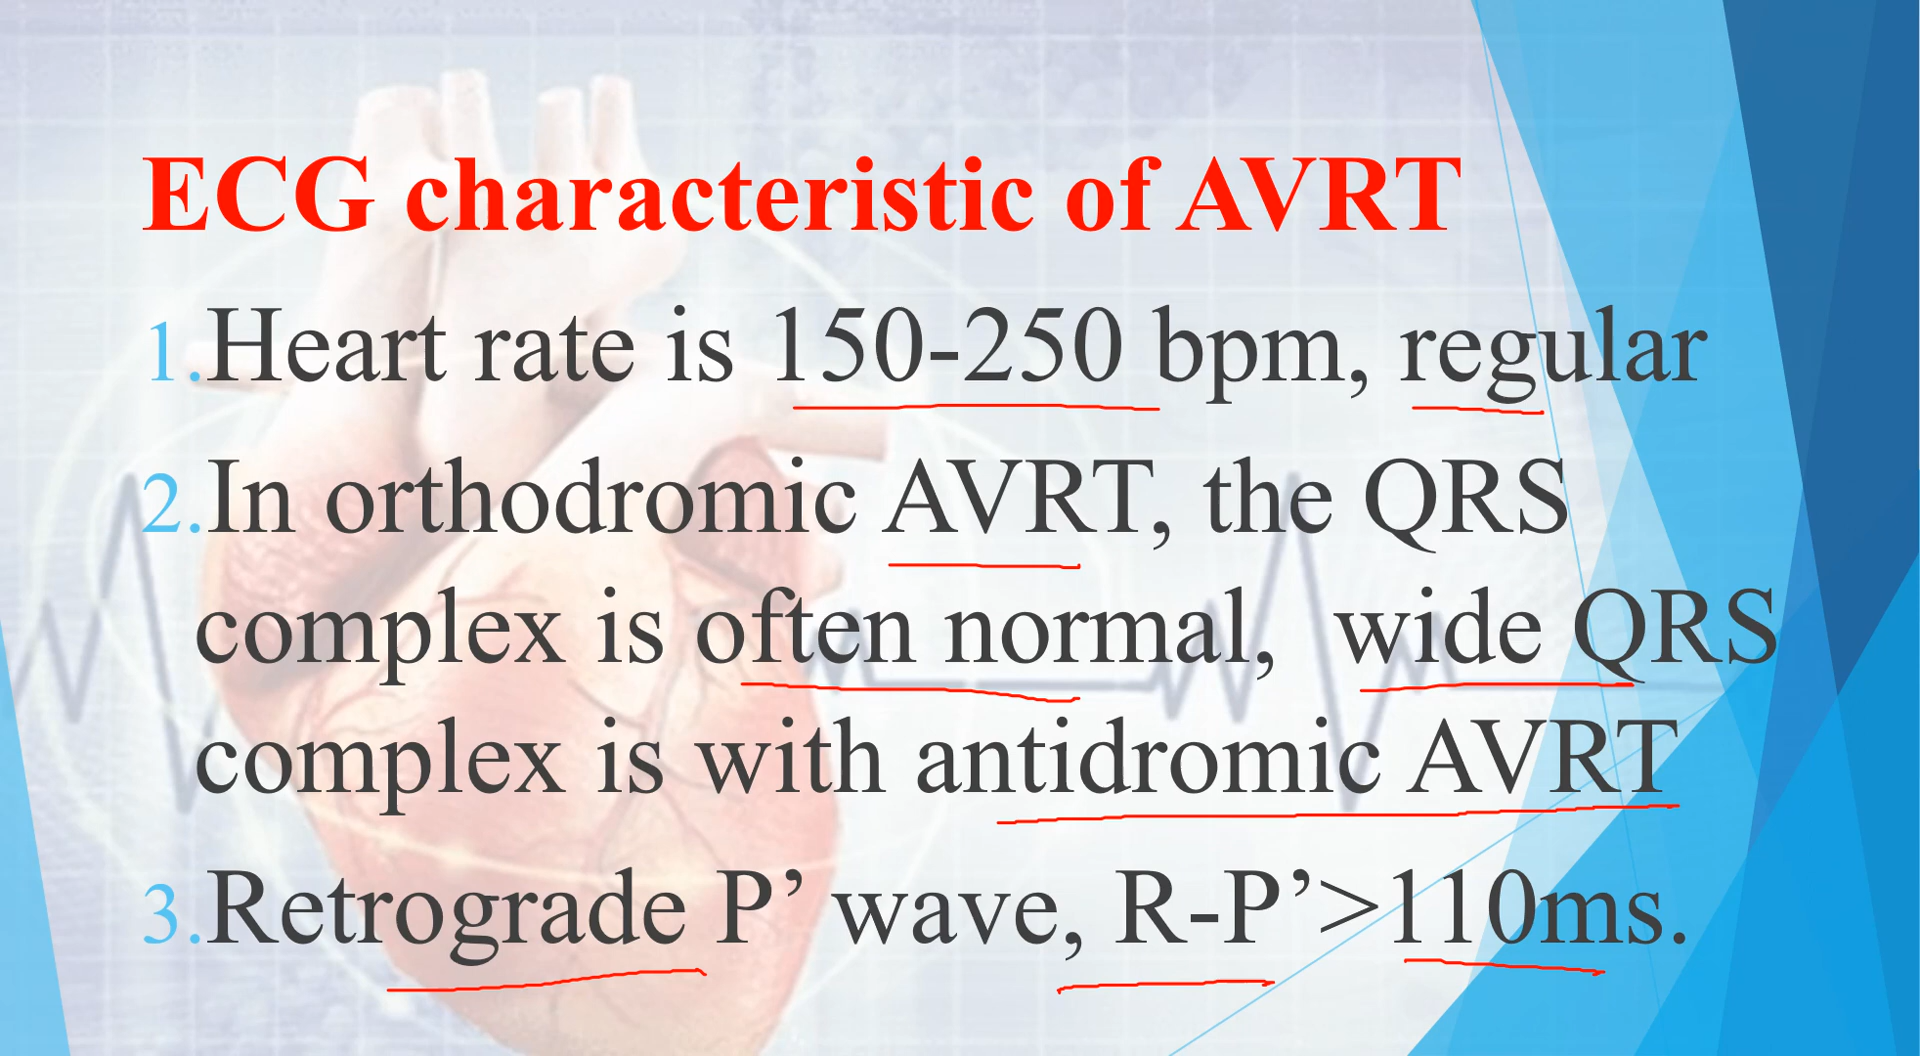 ECG characteristic of AVRT
1.Heart rate is 150-250 bpm, regular
2.In orthodromic AVRT, the QRS
complex is often normal, wide QRS
complex is with antidromic AVRT
3.Retrograde P’ wave, R-P’>110ms.